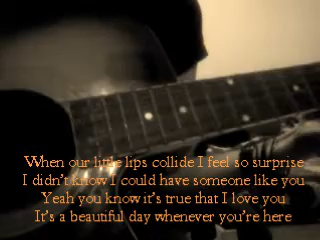 When our little lips collide I feel so surprise
I didn't know I could have someone like you
Yeah you know it's true that I love you
It's a beautiful day whenever you're here